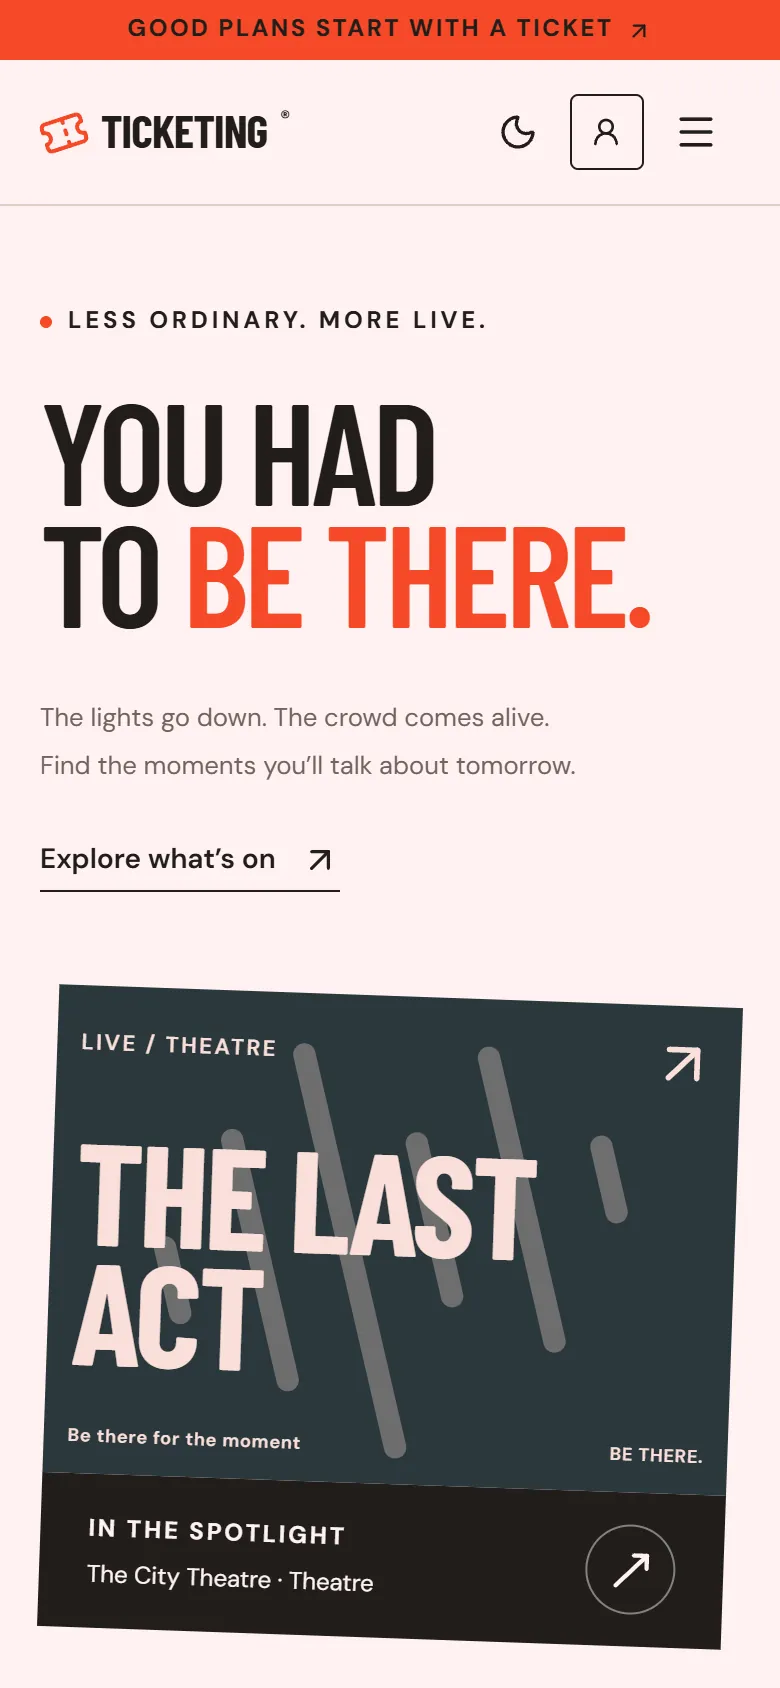 GOOD PLANS START WITH A TICKET
TICKETING ®
LESS ORDINARY. MORE LIVE.
YOU HAD
TO BE THERE.
The lights go down. The crowd comes alive.
Find the moments you’ll talk about tomorrow.
Explore what’s on
LIVE / THEATRE
THE LAST
ACT
Be there for the moment
BE THERE.
IN THE SPOTLIGHT
The City Theatre · Theatre